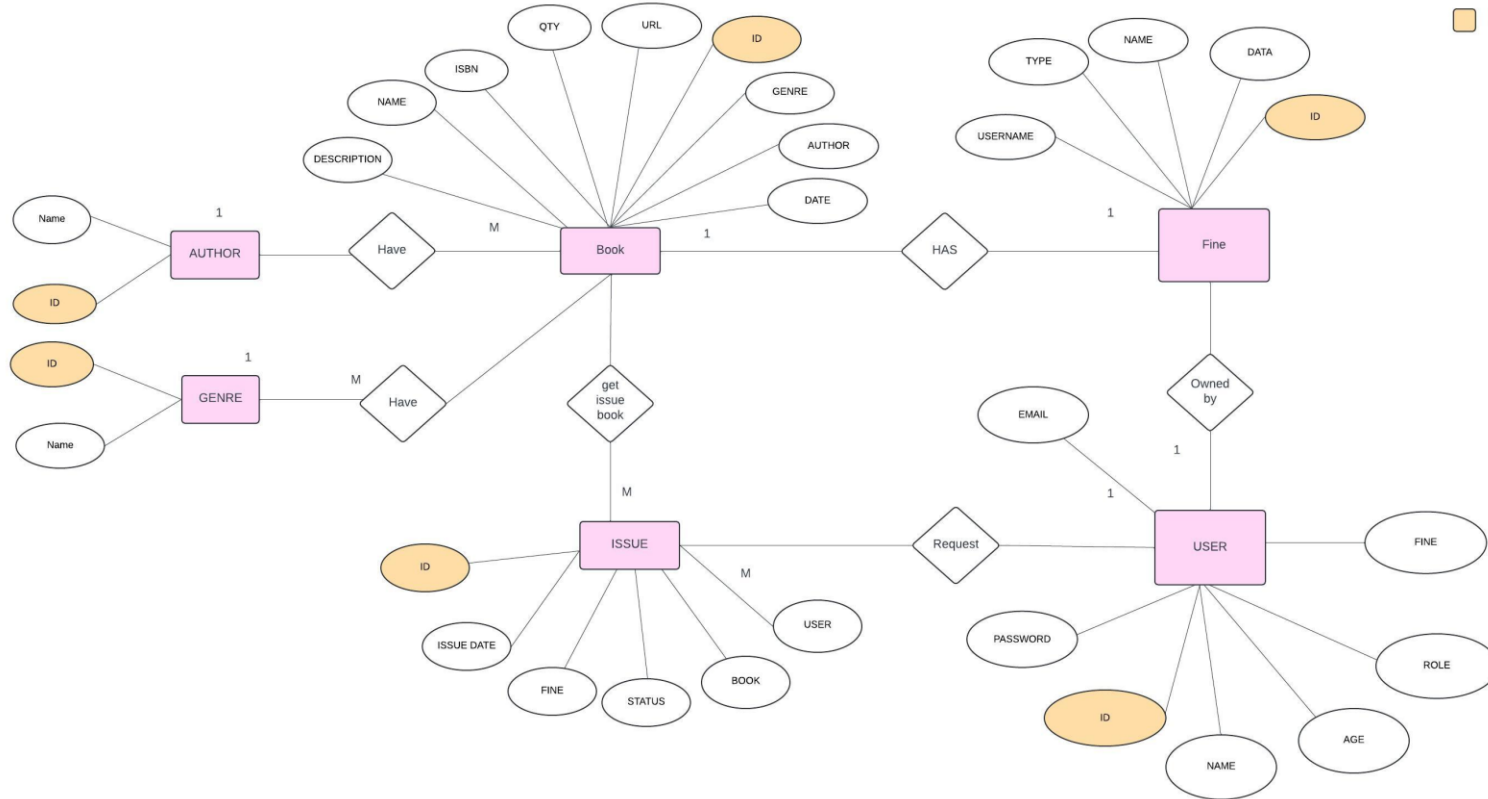 QTY
URL
ID
ISBN
NAME
GENRE
DESCRIPTION
AUTHOR
DATE
NAME
DATA
TYPE
ID
USERNAME
Name
1
AUTHOR
Have
M
Book
1
HAS
1
Fine
ID
ID
1
GENRE
M
Have
Name
get
issue
book
Owned
by
EMAIL
1
1
M
ISSUE
Request
USER
FINE
ID
M
ISSUE DATE
FINE
STATUS
BOOK
USER
PASSWORD
ROLE
ID
NAME
AGE